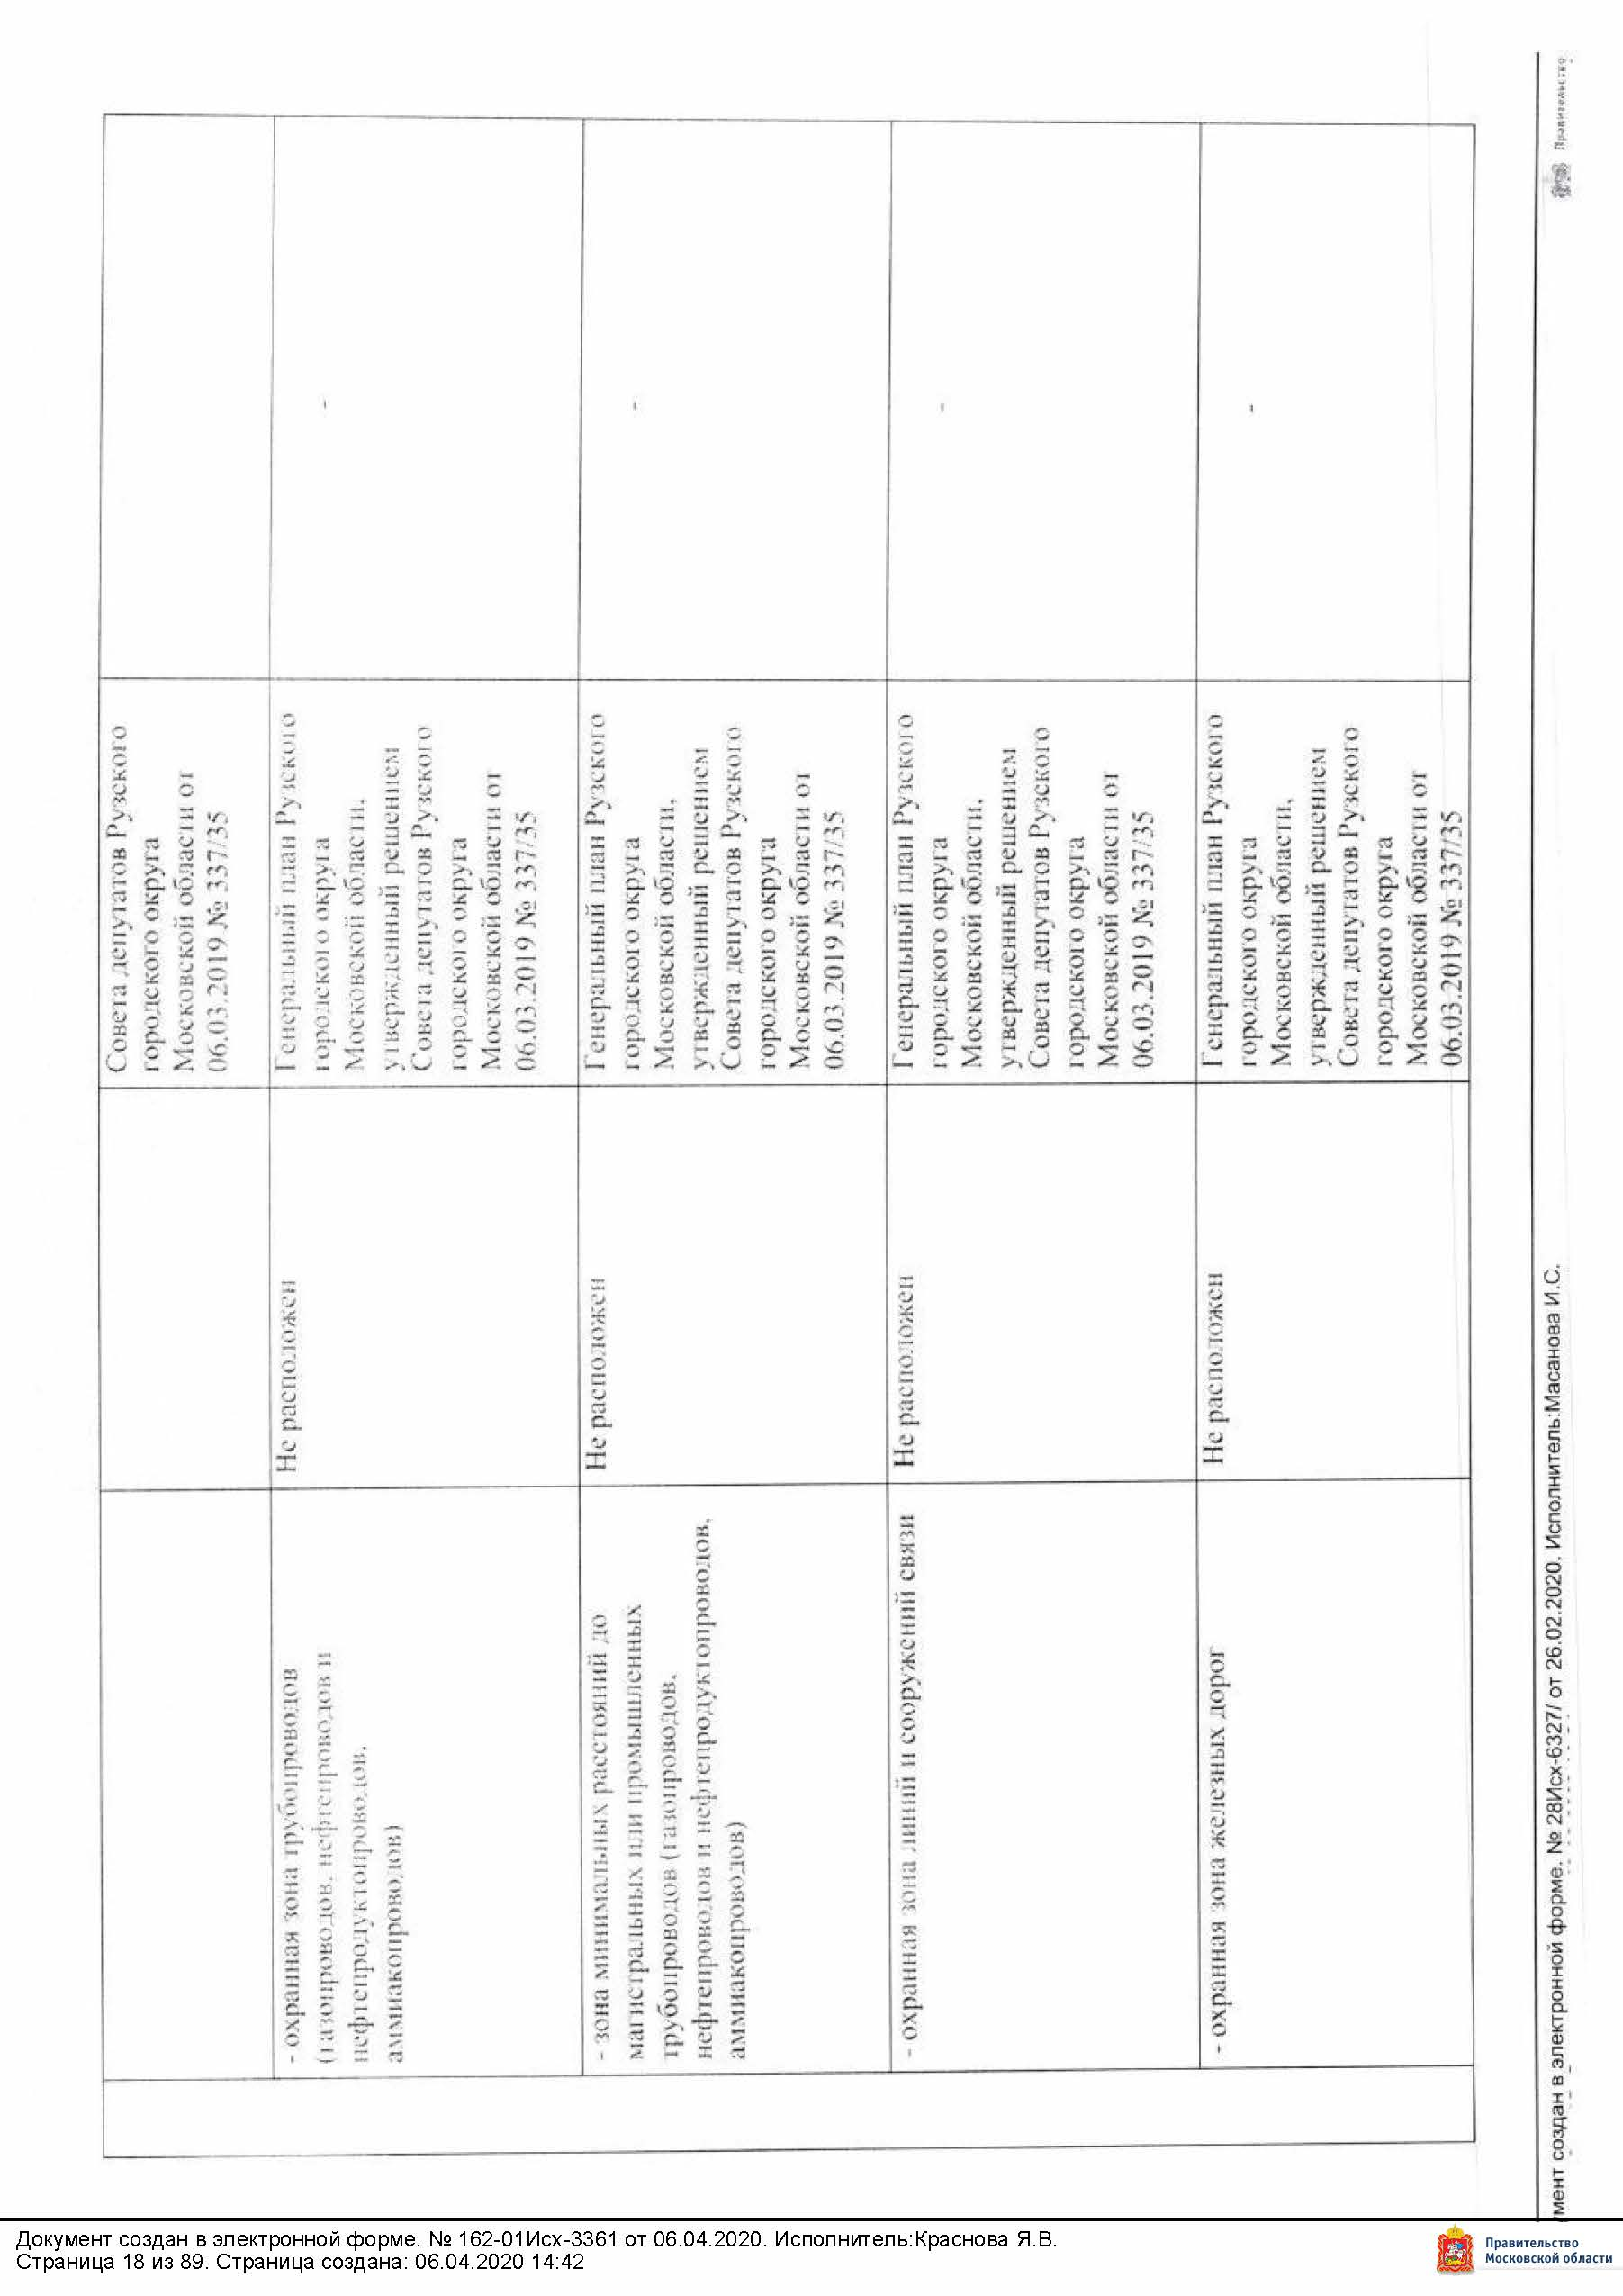 Совета депутатов Рузского
городского округа
Московской области от
06.03.2019 № 337/35
- охранная зона трубопроводов
(газопроводов, нефтепроводов и
нефтепродуктопроводов,
аммиакопроводов)
Не расположен
Генеральный план Рузского
городского округа
Московской области,
утвержденный решением
Совета депутатов Рузского
городского округа
Московской области от
06.03.2019 № 337/35
-
- зона минимальных расстояний до
магистральных или промышленных
трубопроводов (газопроводов,
нефтепроводов и нефтепродуктопроводов,
аммиакопроводов)
Не расположен
Генеральный план Рузского
городского округа
Московской области,
утвержденный решением
Совета депутатов Рузского
городского округа
Московской области от
06.03.2019 № 337/35
-
- охранная зона линий и сооружений связи
Не расположен
Генеральный план Рузского
городского округа
Московской области,
утвержденный решением
Совета депутатов Рузского
городского округа
Московской области от
06.03.2019 № 337/35
-
- охранная зона железных дорог
Не расположен
Генеральный план Рузского
городского округа
Московской области,
утвержденный решением
Совета депутатов Рузского
городского округа
Московской области от
06.03.2019 № 337/35
-
мент создан в электронной форме. № 28Исх-6327/ от 26.02.2020. Исполнитель:Масанова И.С.
Правительство
Документ создан в электронной форме. № 162-01Исх-3361 от 06.04.2020. Исполнитель:Краснова Я.В.
Страница 18 из 89. Страница создана: 06.04.2020 14:42
Правительство
Московской области